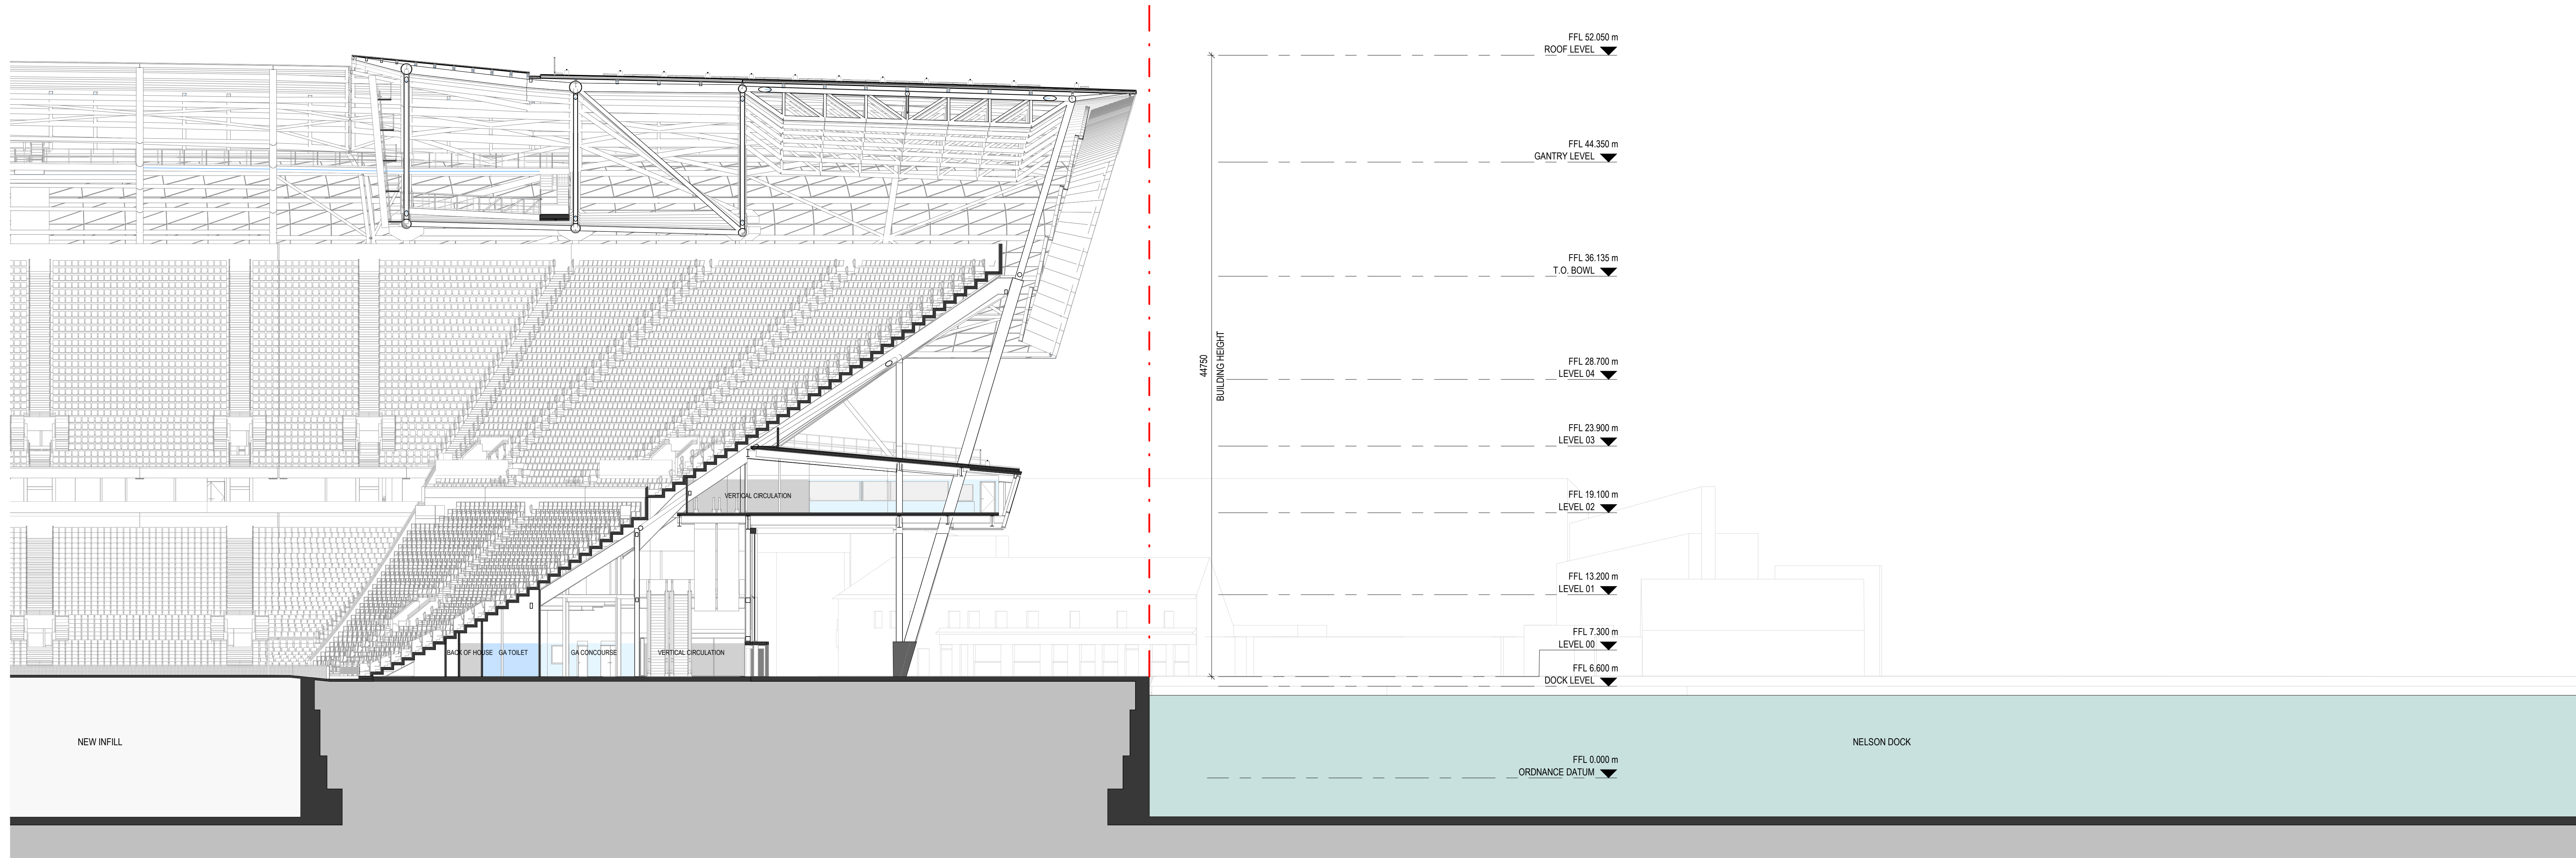 FFL 52.050 m
ROOF LEVEL
FFL 44.350 m
GANTRY LEVEL
FFL 36.135 m
T.O. BOWL
44750
BUILDING HEIGHT
FFL 28.700 m
LEVEL 04
FFL 23.900 m
LEVEL 03
FFL 19.100 m
LEVEL 02
VERTICAL CIRCULATION
FFL 13.200 m
LEVEL 01
FFL 7.300 m
LEVEL 00
BACK OF HOUSE GA TOILET GA CONCOURSE VERTICAL CIRCULATION
FFL 6.600 m
DOCK LEVEL
NEW INFILL
NELSON DOCK
FFL 0.000 m
ORDNANCE DATUM